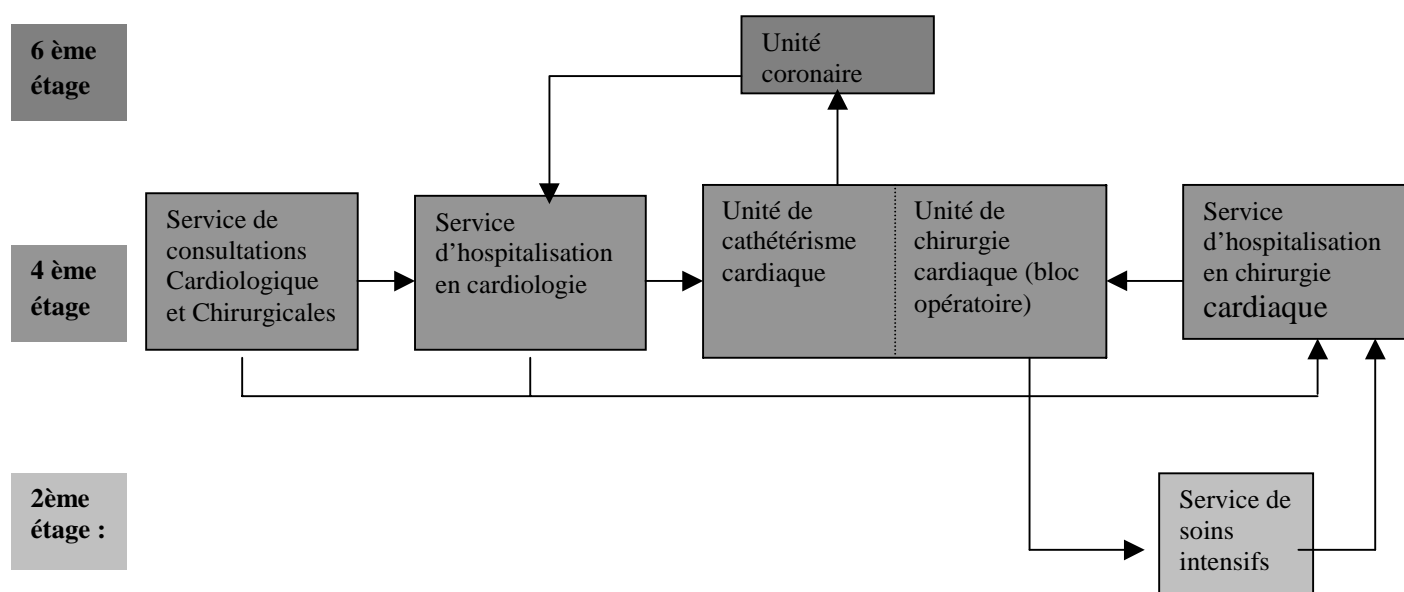 6 ème
étage
Unité
coronaire
4 ème
étage
Service de
consultations
Cardiologique
et Chirurgicales
Service
d’hospitalisation
en cardiologie
Unité de
cathétérisme
cardiaque
Unité de
chirurgie
cardiaque (bloc
opératoire)
Service
d’hospitalisation
en chirurgie
cardiaque
2ème
étage :
Service de
soins
intensifs